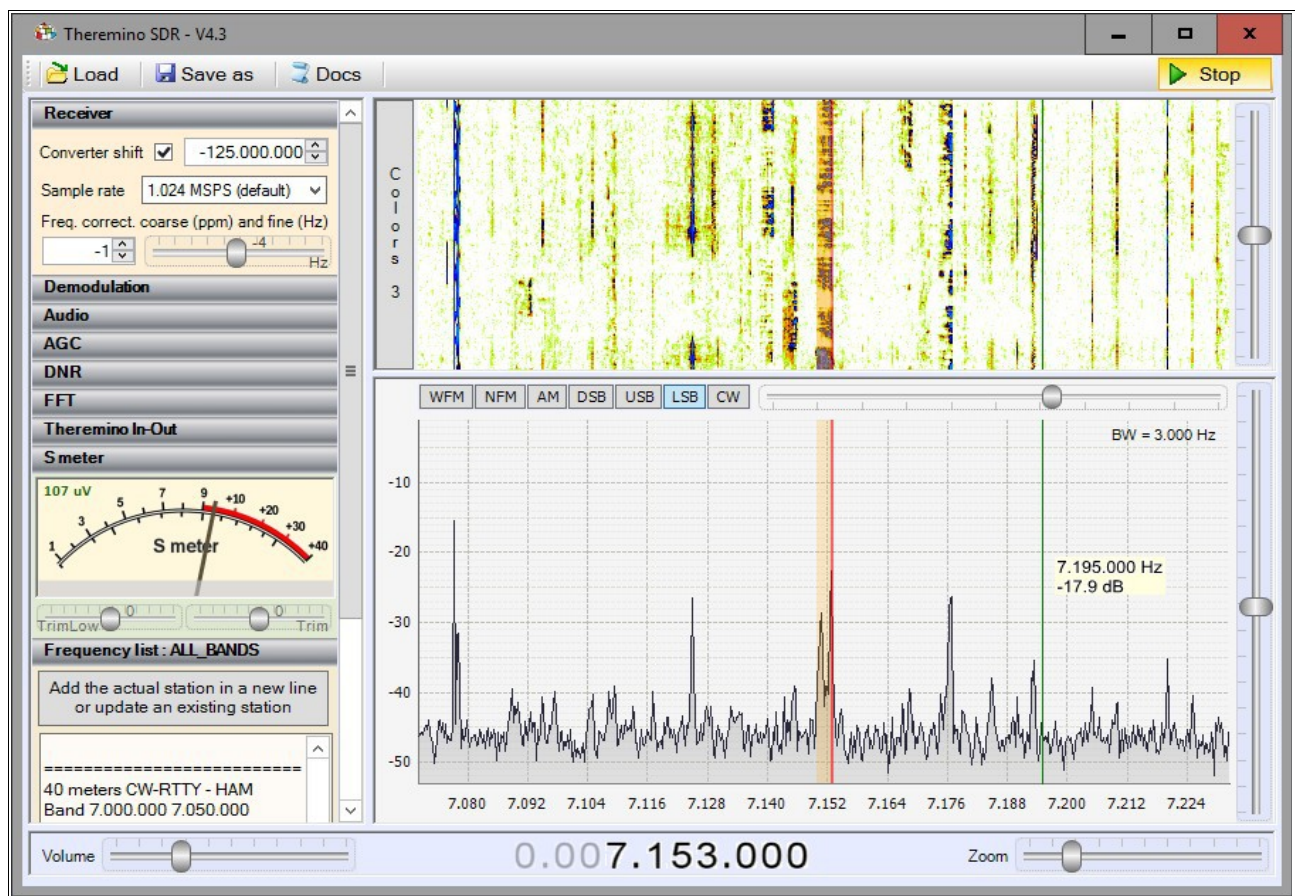 Theremino SDR - V4.3
Load
Save as
Docs
Stop
Receiver
Converter shift
-125.000.000
Sample rate
1.024 MSPS (default)
Freq. correct. coarse (ppm) and fine (Hz)
-1
-4
Hz
Demodulation
Audio
AGC
DNR
FFT
Theremino In-Out
S meter
107 uV
1 3 5 7 9 +10 +20 +30 +40
S meter
TrimLow
0
0
Trim
Frequency list : ALL_BANDS
Add the actual station in a new line
or update an existing station
==========================
40 meters CW-RTTY - HAM
Band 7.000.000 7.050.000
Colors 3
WFM NFM AM DSB USB LSB CW
BW = 3.000 Hz
-10
-20
7.195.000 Hz
-17.9 dB
-30
-40
-50
7.080 7.092 7.104 7.116 7.128 7.140 7.152 7.164 7.176 7.188 7.200 7.212 7.224
Volume
0.007.153.000
Zoom